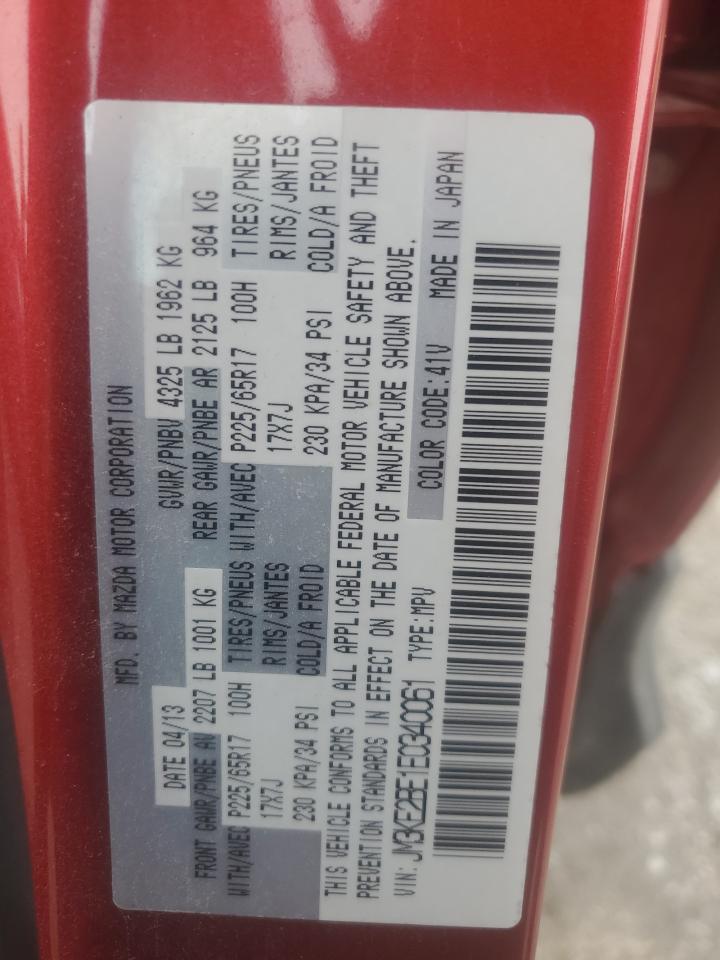 MFD. BY MAZDA MOTOR CORPORATION
DATE 04/13 GVWR/PNBV 4325 LB 1962 KG
FRONT GAWR/PNBE AV 2207 LB 1001 KG REAR GAWR/PNBE AR 2125 LB 964 KG
WITH/AVEC P225/65R17 100H TIRES/PNEUS WITH/AVEC P225/65R17 100H TIRES/PNEUS
17X7J RIMS/JANTES 17X7J RIMS/JANTES
230 KPA/34 PSI COLD/A FROID 230 KPA/34 PSI COLD/A FROID
THIS VEHICLE CONFORMS TO ALL APPLICABLE FEDERAL MOTOR VEHICLE SAFETY AND THEFT
PREVENTION STANDARDS IN EFFECT ON THE DATE OF MANUFACTURE SHOWN ABOVE.
VIN: JM3KE2BE1E0340061 TYPE:MPV COLOR CODE:41V MADE IN JAPAN